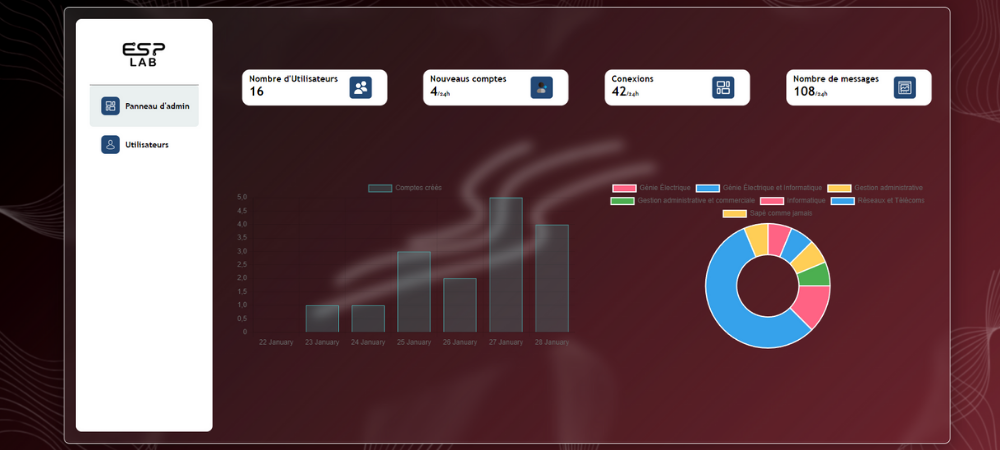 ESP
LAB
Panneau d'admin
Utilisateurs
Nombre d'Utilisateurs
16
Nouveaus comptes
4/24h
Conexions
42/24h
Nombre de messages
108/24h
Comptes créés
5,0
4,5
4,0
3,5
3,0
2,5
2,0
1,5
1,0
0,5
0
22 January 23 January 24 January 25 January 26 January 27 January 28 January
Génie Electrique Génie Electrique et Informatique Gestion administrative
Gestion administrative et commerciale Informatique Réseaux et Télécoms
Sapé comme jamais